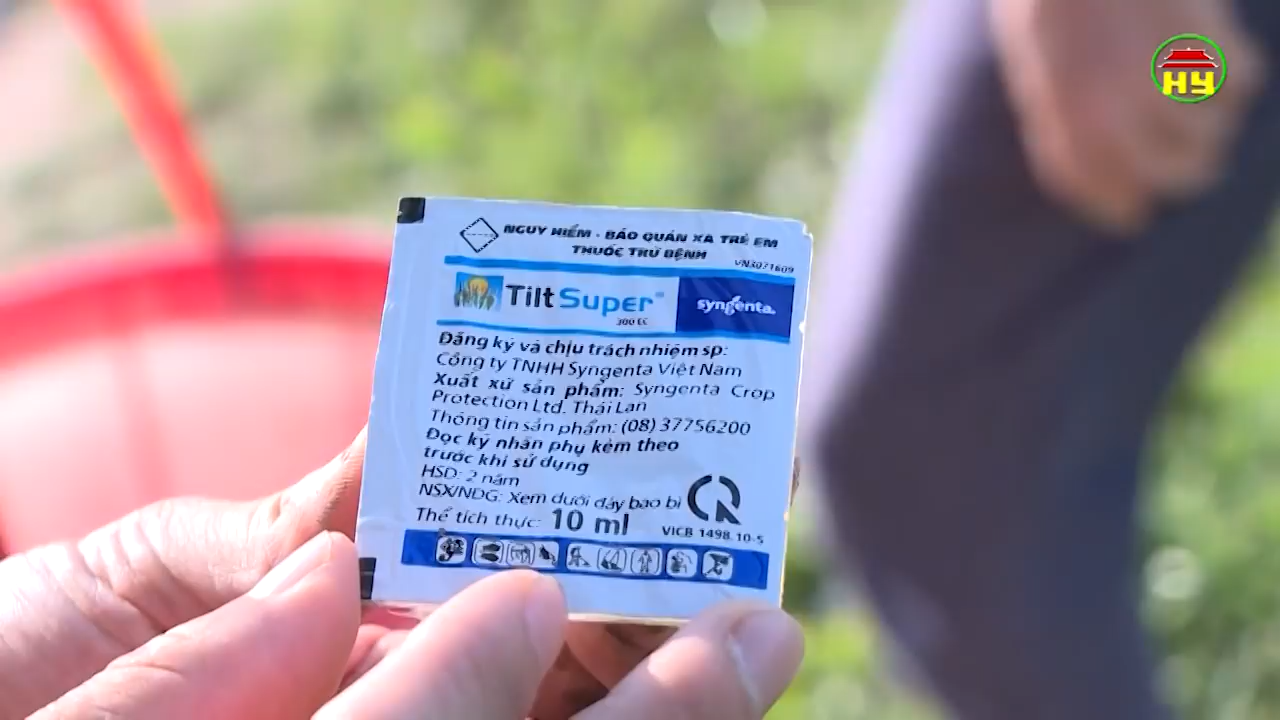 HY
NGUY HIỂM - BẢO QUẢN XA TRẺ EM
THUỐC TRỪ BỆNH
VN3071609
TiltSuper®
300 EC
syngenta.
Đăng ký và chịu trách nhiệm sp:
Công ty TNHH Syngenta Việt Nam
Xuất xứ sản phẩm: Syngenta Crop
Protection Ltd. Thái Lan
Thông tin sản phẩm: (08) 37756200
Đọc kỹ nhãn phụ kèm theo
trước khi sử dụng
HSD: 2 năm
NSX/NDG: Xem dưới đáy bao bì
Thể tích thực: 10 ml
VICB 1498.10-5